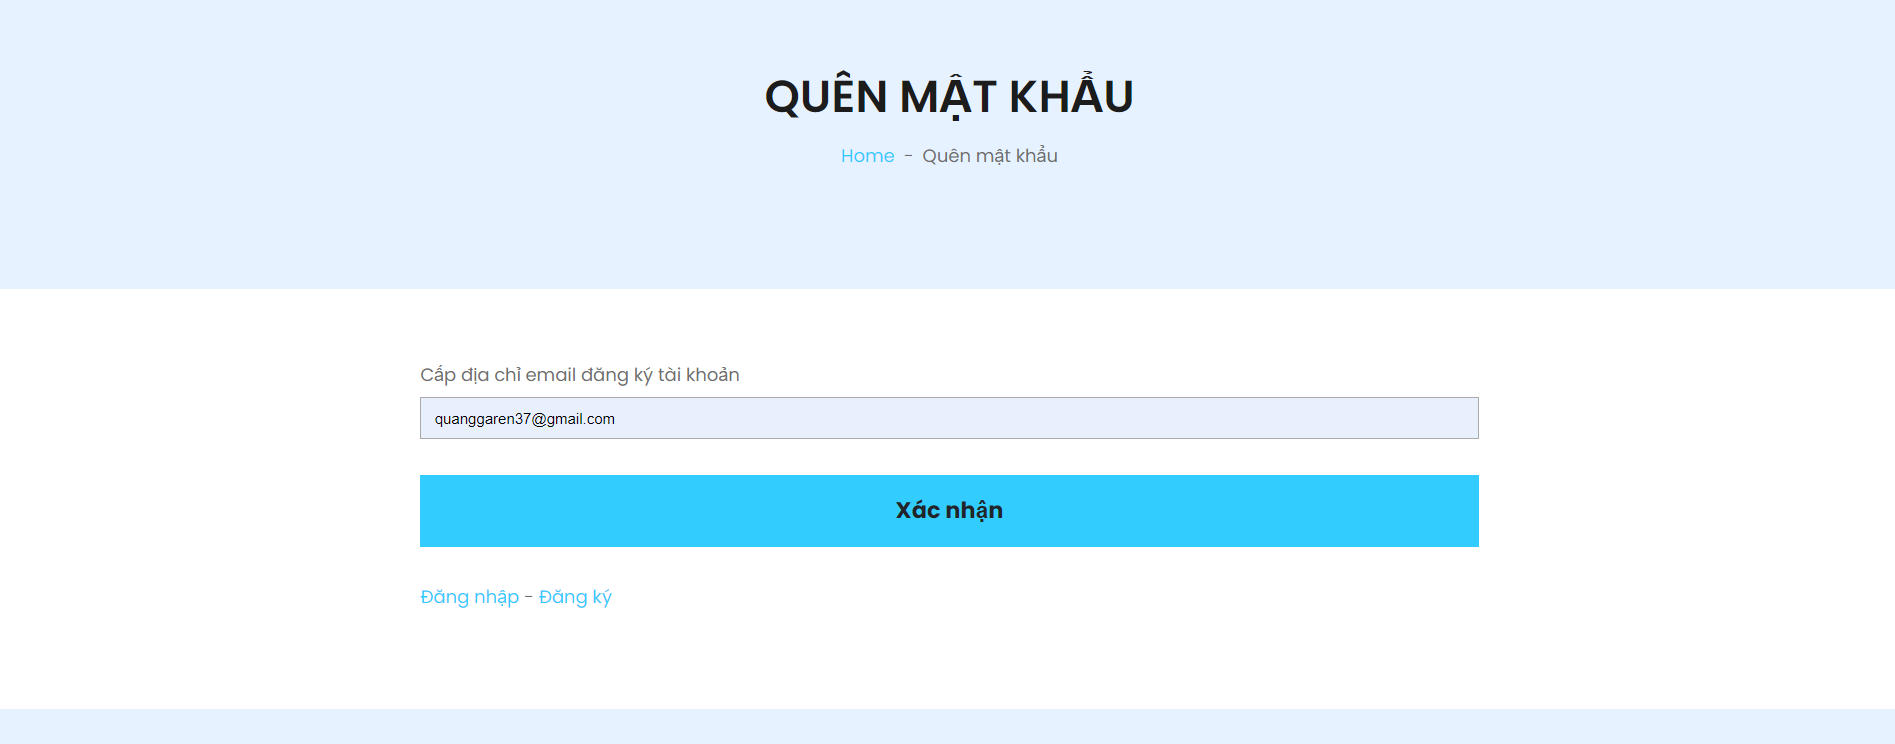 QUÊN MẬT KHẨU
Home - Quên mật khẩu
Cấp địa chỉ email đăng ký tài khoản
quanggaren37@gmail.com
Xác nhận
Đăng nhập - Đăng ký